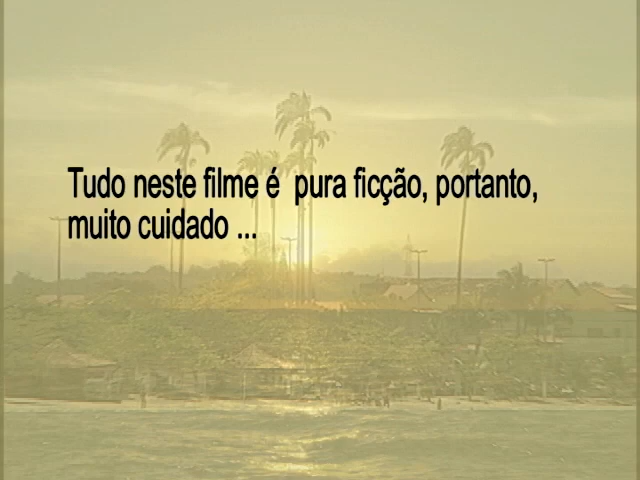 Tudo neste filme é  pura ficção, portanto,
muito cuidado ...